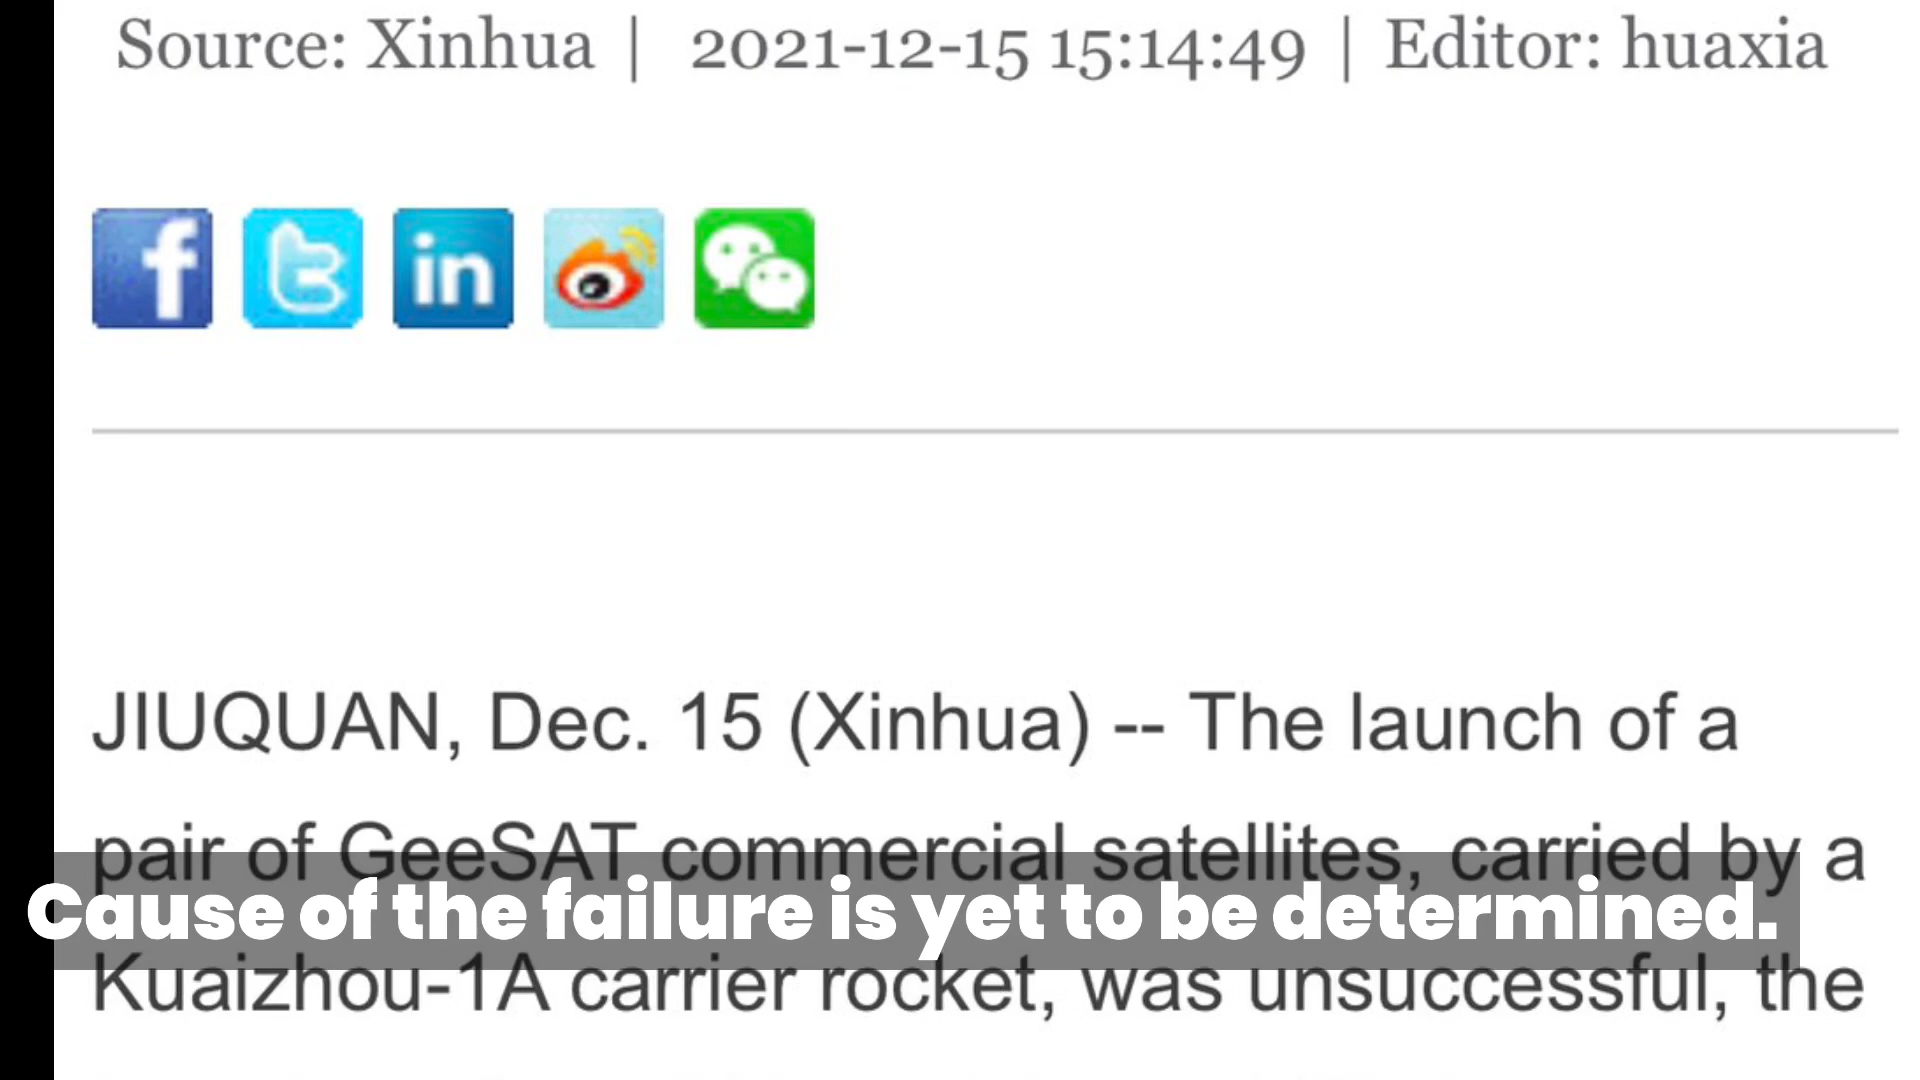 Source: Xinhua | 2021-12-15 15:14:49 | Editor: huaxia
f t in
JIUQUAN, Dec. 15 (Xinhua) -- The launch of a
pair of GeeSAT commercial satellites, carried by a
Cause of the failure is yet to be determined.
Kuaizhou-1A carrier rocket, was unsuccessful, the